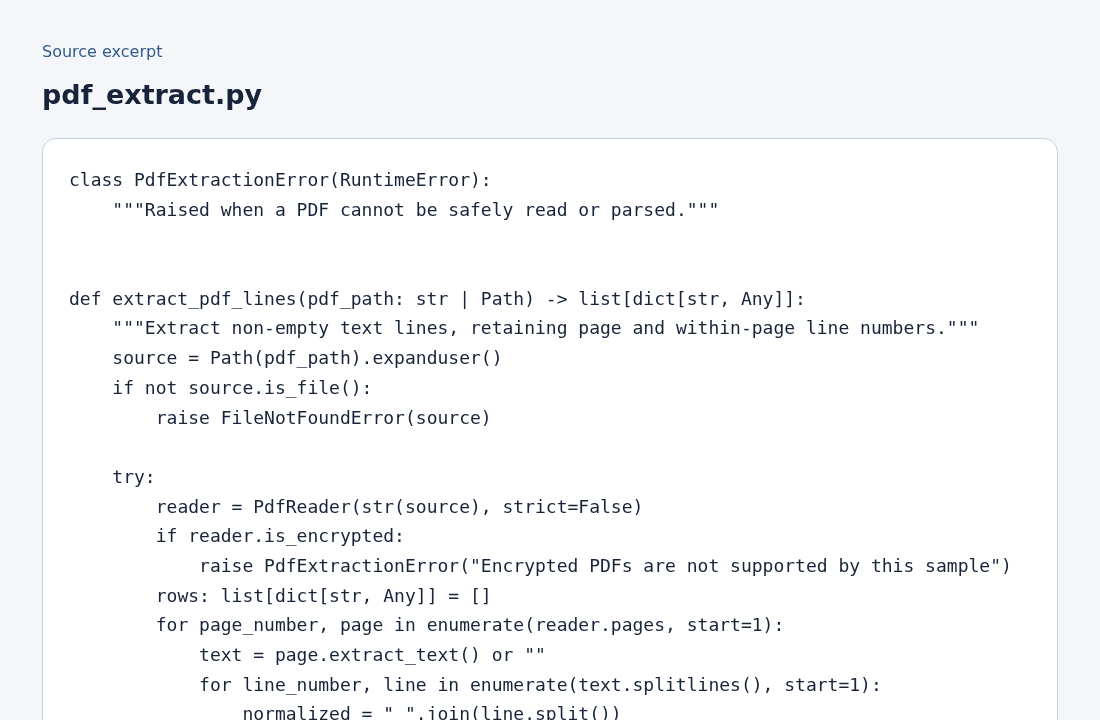 Source excerpt
pdf_extract.py
class PdfExtractionError(RuntimeError):
    """Raised when a PDF cannot be safely read or parsed."""
def extract_pdf_lines(pdf_path: str | Path) -> list[dict[str, Any]]:
    """Extract non-empty text lines, retaining page and within-page line numbers."""
    source = Path(pdf_path).expanduser()
    if not source.is_file():
        raise FileNotFoundError(source)
    try:
        reader = PdfReader(str(source), strict=False)
        if reader.is_encrypted:
            raise PdfExtractionError("Encrypted PDFs are not supported by this sample")
        rows: list[dict[str, Any]] = []
        for page_number, page in enumerate(reader.pages, start=1):
            text = page.extract_text() or ""
            for line_number, line in enumerate(text.splitlines(), start=1):
                normalized = " ".join(line.split())